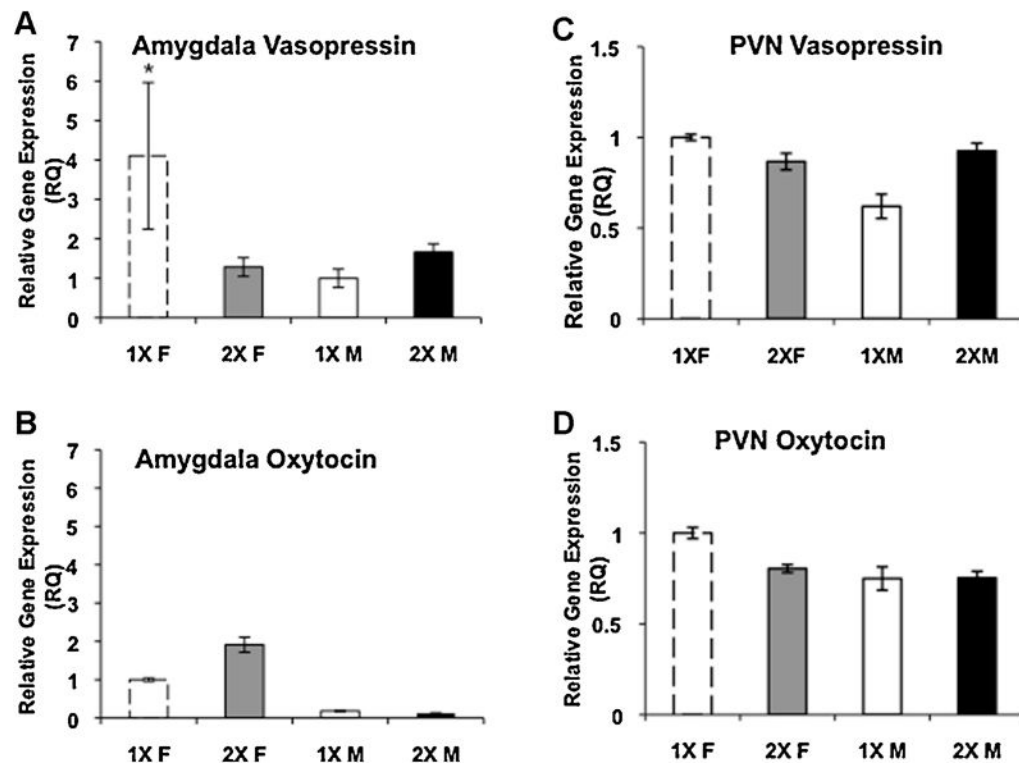 A
Amygdala Vasopressin
Relative Gene Expression
(RQ)
7
6
5
4
3
2
1
0
*
1X F 2X F 1X M 2X M
B
Amygdala Oxytocin
Relative Gene Expression
(RQ)
7
6
5
4
3
2
1
0
1X F 2X F 1X M 2X M
C
PVN Vasopressin
Relative Gene Expression
(RQ)
1.5
1
0.5
0
1XF 2XF 1XM 2XM
D
PVN Oxytocin
Relative Gene Expression
(RQ)
1.5
1
0.5
0
1X F 2X F 1X M 2X M